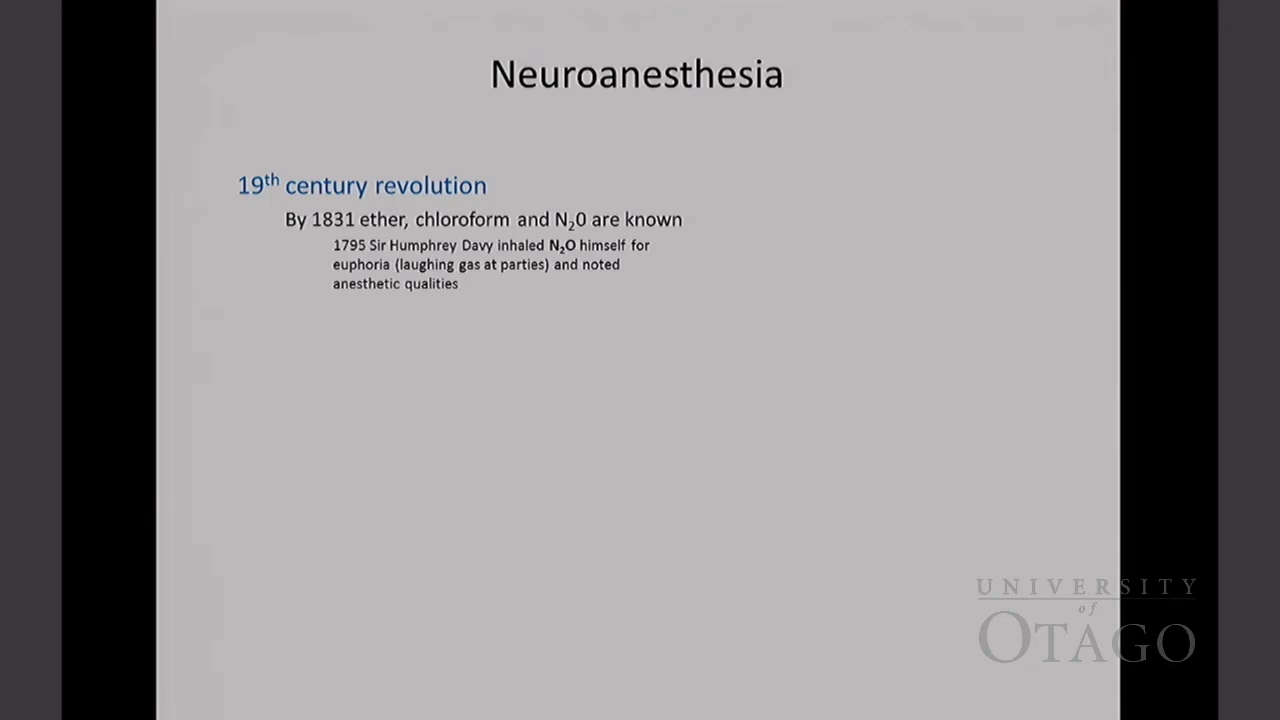 Neuroanesthesia
19th century revolution
By 1831 ether, chloroform and N₂0 are known
1795 Sir Humphrey Davy inhaled N₂O himself for
euphoria (laughing gas at parties) and noted
anesthetic qualities
UNIVERSITY
of
OTAGO